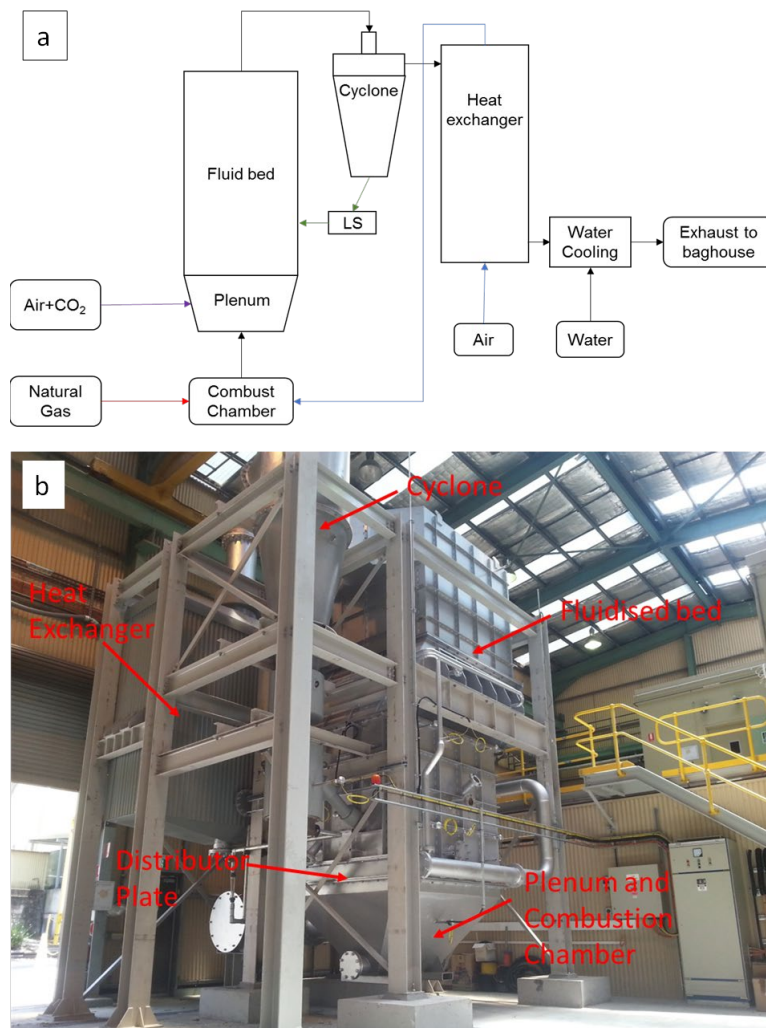 a
Cyclone
Heat
exchanger
Fluid bed
LS
Water
Cooling
Exhaust to
baghouse
Air+CO₂
Plenum
Air
Water
Natural
Gas
Combust
Chamber
b
Cyclone
Heat
Exchanger
Fluidised bed
Distributor
Plate
Plenum and
Combustion
Chamber